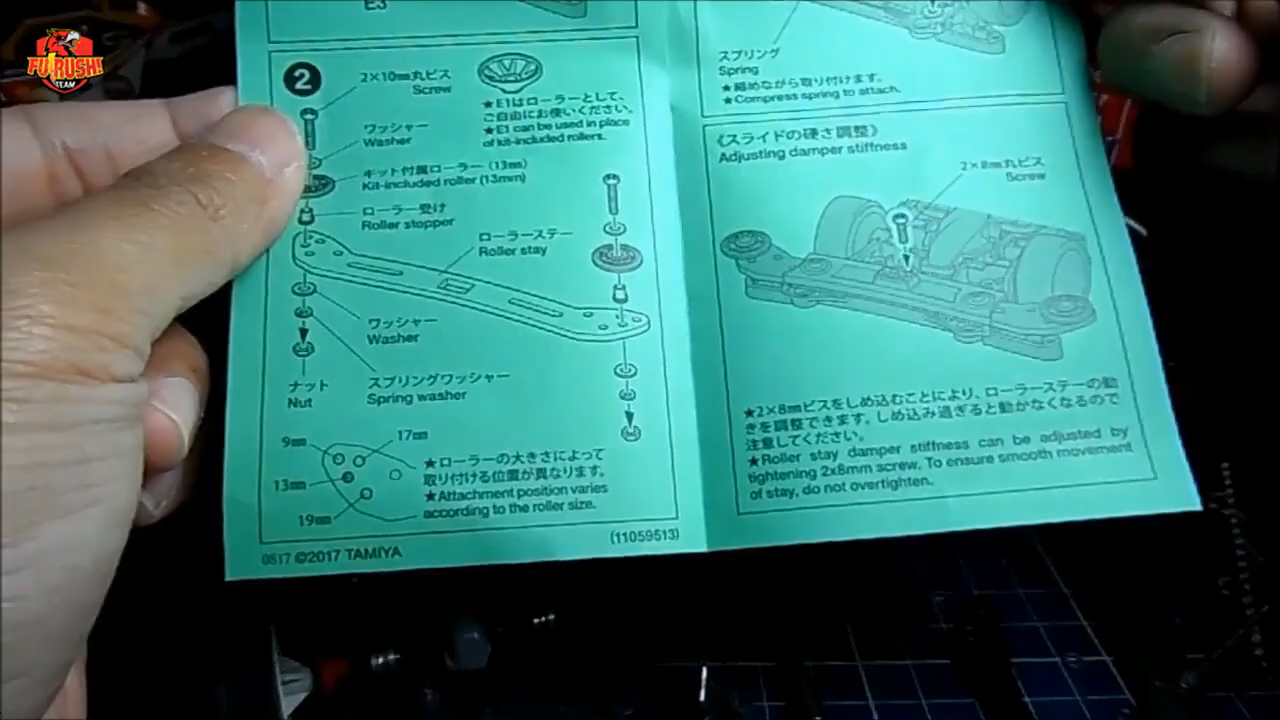 FURUSH!
TEAM
E3
2
2×10㎜丸ビス
Screw
★E1はローラーとして、
ご自由にお使いください。
★E1 can be used in place
of kit-included rollers.
ワッシャー
Washer
キット付属ローラー (13㎜)
Kit-included roller (13mm)
ローラー受け
Roller stopper
ローラーステー
Roller stay
ワッシャー
Washer
ナット
Nut
スプリングワッシャー
Spring washer
9㎜
17㎜
13㎜
19㎜
★ローラーの大きさによって
取り付ける位置が異なります。
★Attachment position varies
according to the roller size.
0517 ©2017 TAMIYA
(11059513)
スプリング
Spring
★縮めながら取り付けます。
★Compress spring to attach.
《スライドの硬さ調整》
Adjusting damper stiffness
2×8㎜丸ビス
Screw
★2×8㎜ビスをしめ込むことにより、ローラーステーの動
きを調整できます。しめ込み過ぎると動かなくなるので
注意してください。
★Roller stay damper stiffness can be adjusted by
tightening 2x8mm screw. To ensure smooth movement
of stay, do not overtighten.